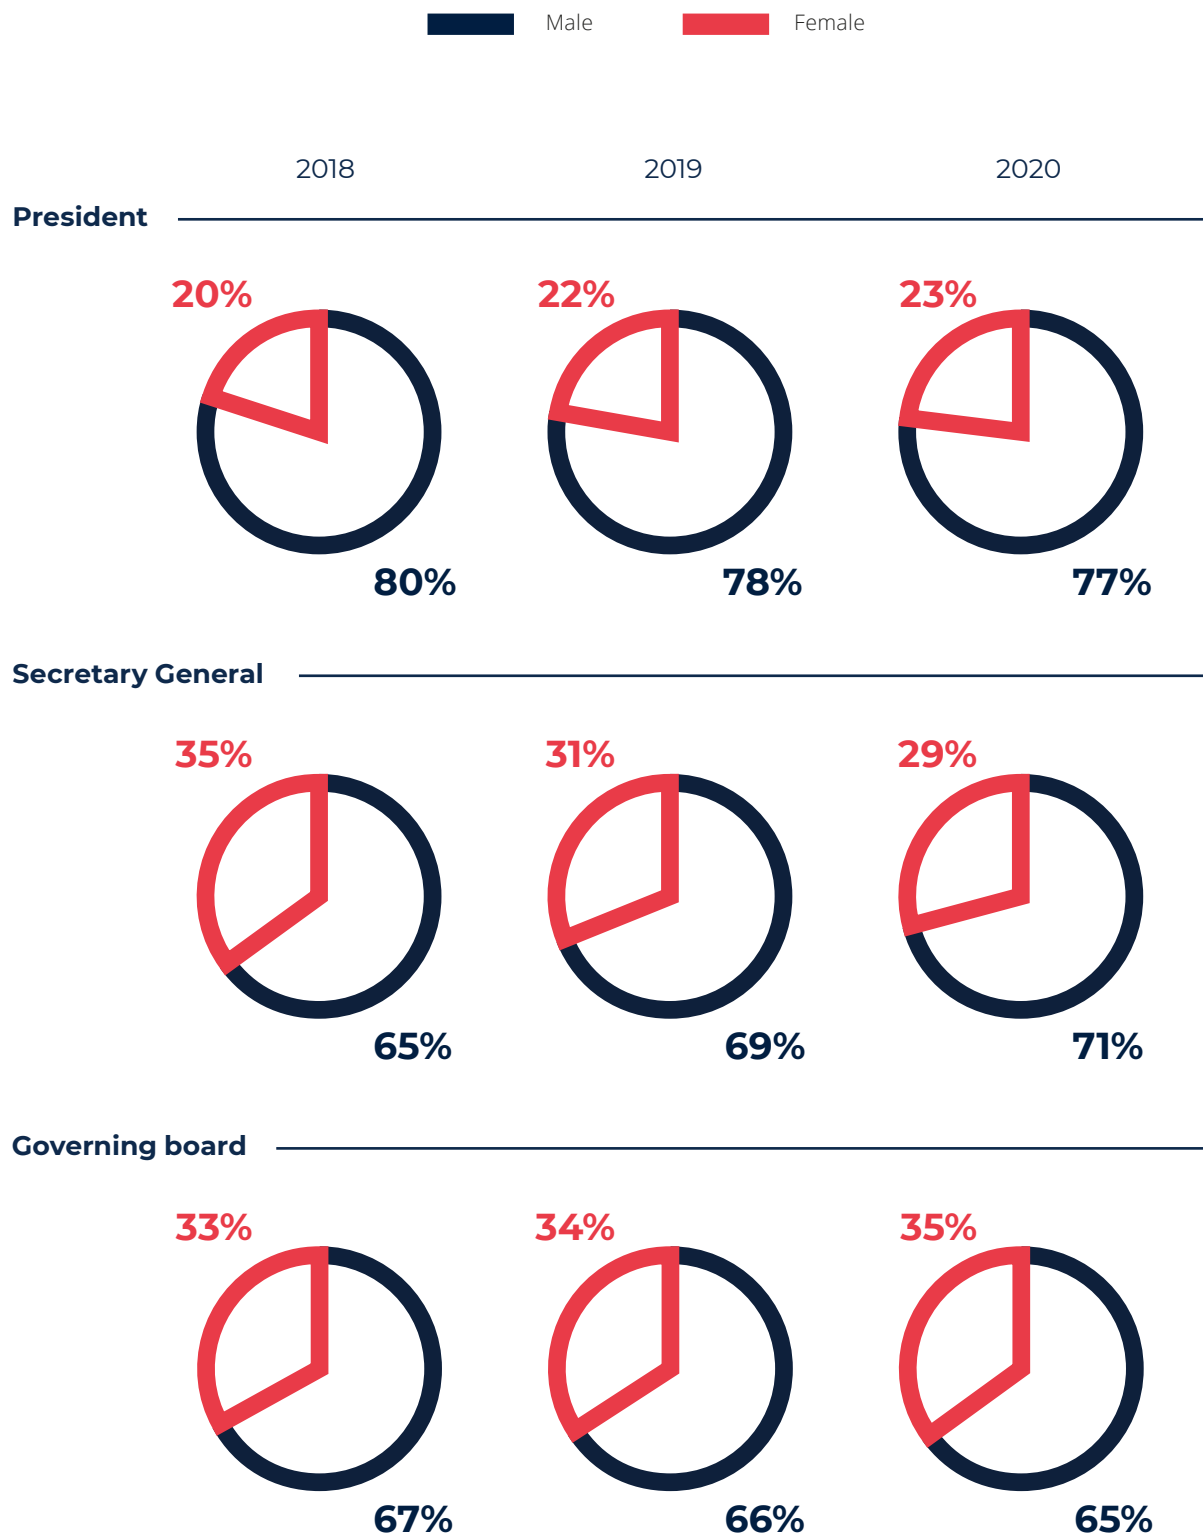 Male Female
2018 2019 2020
President
20% 22% 23%
80% 78% 77%
Secretary General
35% 31% 29%
65% 69% 71%
Governing board
33% 34% 35%
67% 66% 65%